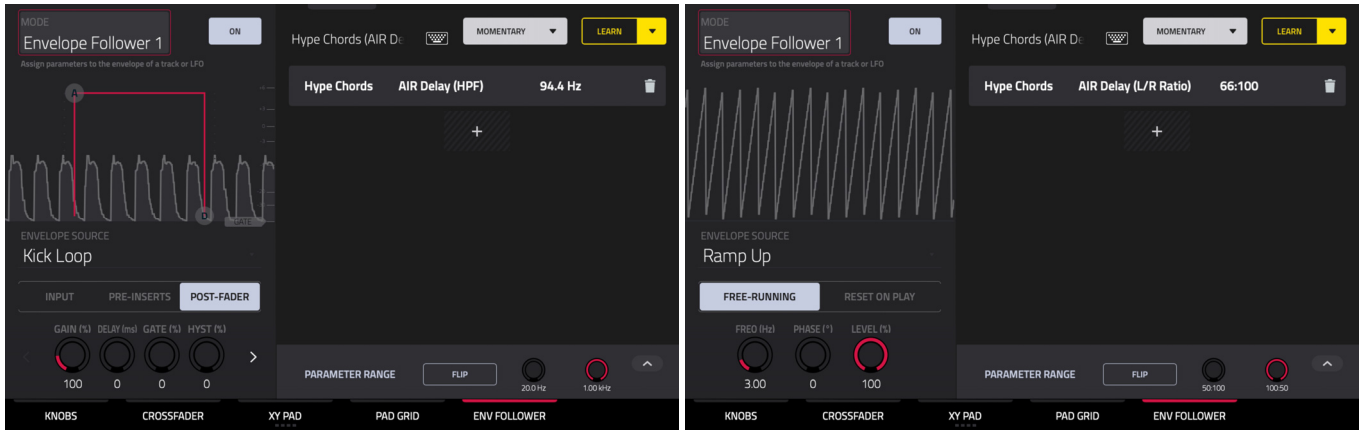 MODE
Envelope Follower 1
ON
Assign parameters to the envelope of a track or LFO
A
D
GATE
ENVELOPE SOURCE
Kick Loop
INPUT PRE-INSERTS POST-FADER
GAIN (%) DELAY (ms) GATE (%) HYST (%)
100 0 0 0
Hype Chords (AIR De
MOMENTARY
LEARN
Hype Chords AIR Delay (HPF) 94.4 Hz
+
PARAMETER RANGE FLIP 20.0 Hz 1.00 kHz
KNOBS CROSSFADER XY PAD PAD GRID ENV FOLLOWER
MODE
Envelope Follower 1
ON
Assign parameters to the envelope of a track or LFO
ENVELOPE SOURCE
Ramp Up
FREE-RUNNING RESET ON PLAY
FREQ (Hz) PHASE (°) LEVEL (%)
3.00 0 100
Hype Chords (AIR De
MOMENTARY
LEARN
Hype Chords AIR Delay (L/R Ratio) 66:100
+
PARAMETER RANGE FLIP 50:100 100:50
KNOBS CROSSFADER XY PAD PAD GRID ENV FOLLOWER